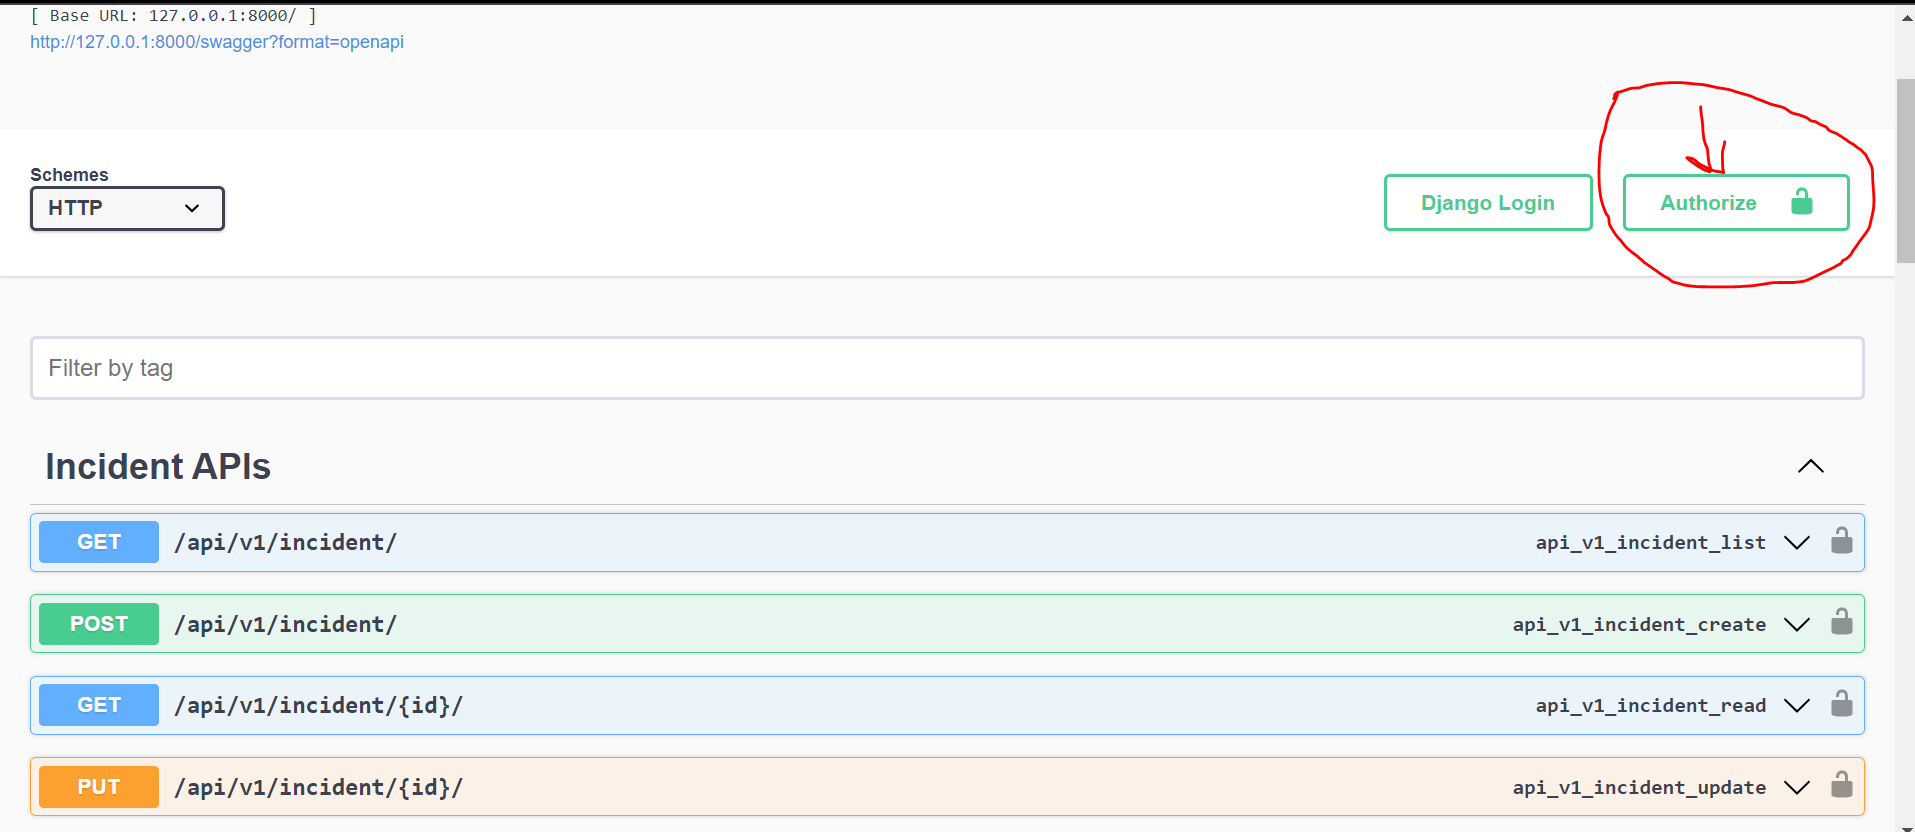 [ Base URL: 127.0.0.1:8000/ ]
http://127.0.0.1:8000/swagger?format=openapi
Schemes
HTTP
Django Login
Authorize
Filter by tag
Incident APIs
GET /api/v1/incident/ api_v1_incident_list
POST /api/v1/incident/ api_v1_incident_create
GET /api/v1/incident/{id}/ api_v1_incident_read
PUT /api/v1/incident/{id}/ api_v1_incident_update